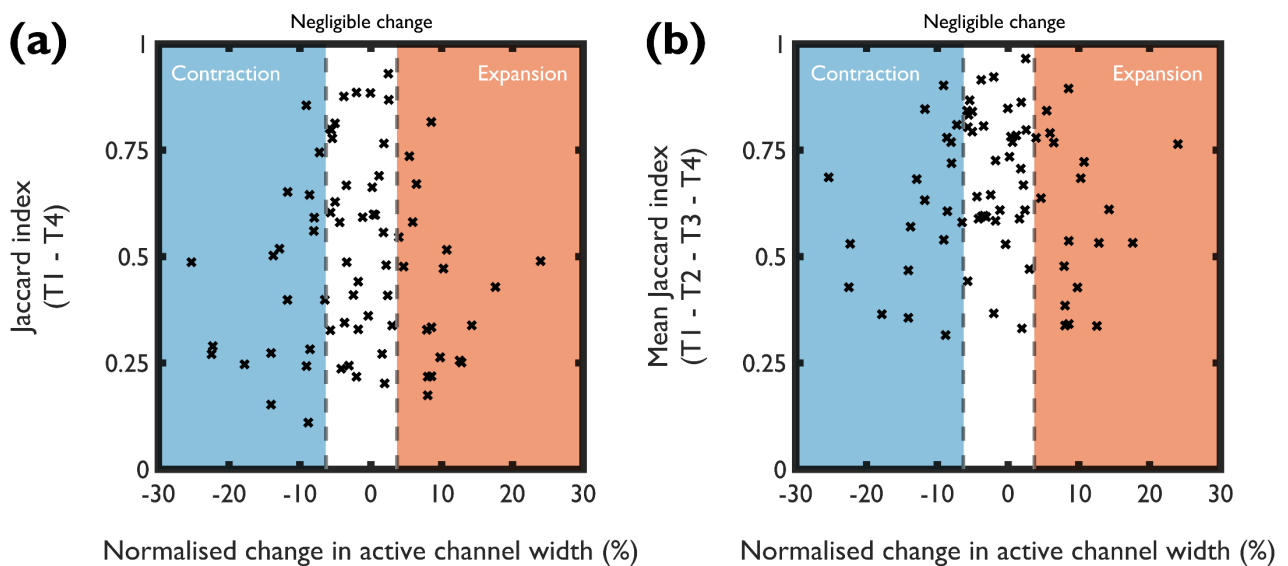 (a)
Negligible change
Contraction
Expansion
Jaccard index
(T1 - T4)
1
0.75
0.5
0.25
0
-30
-20
-10
0
10
20
30
Normalised change in active channel width (%)
(b)
Negligible change
Contraction
Expansion
Mean Jaccard index
(T1 - T2 - T3 - T4)
1
0.75
0.5
0.25
0
-30
-20
-10
0
10
20
30
Normalised change in active channel width (%)